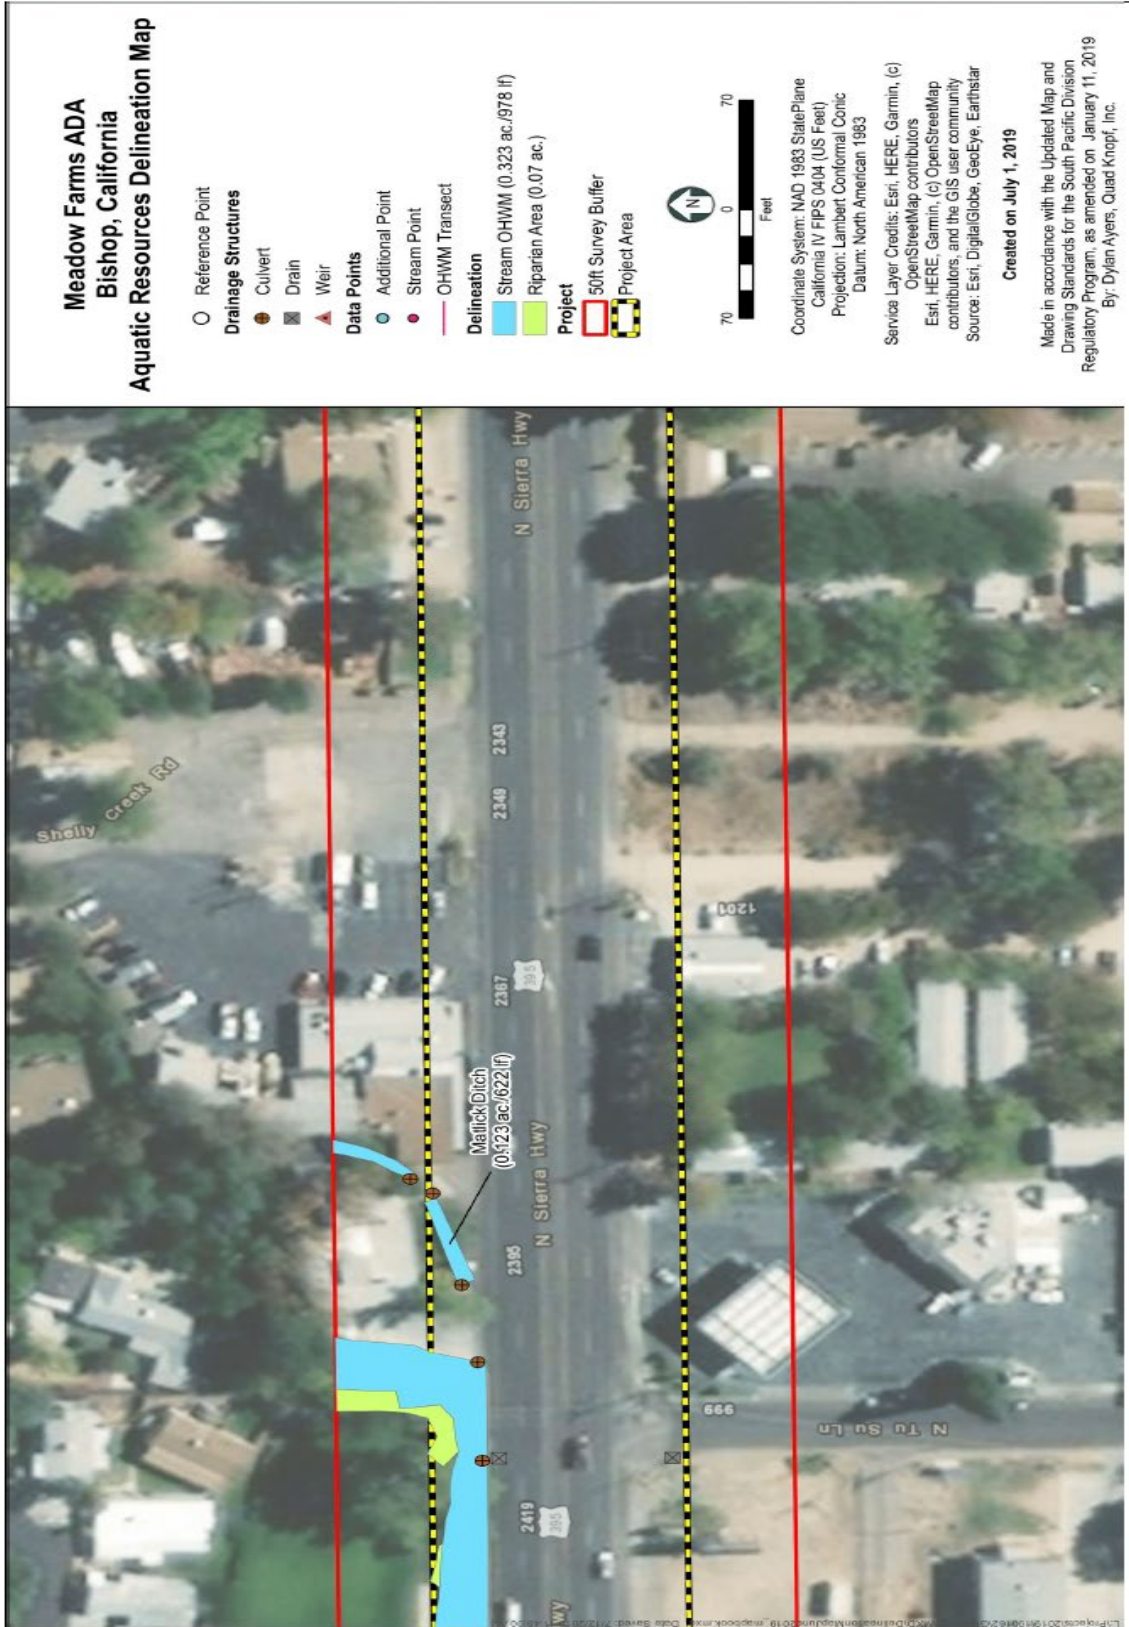 Meadow Farms ADA
Bishop, California
Aquatic Resources Delineation Map
Reference Point
Drainage Structures
Culvert
Drain
Weir
Data Points
Additional Point
Stream Point
OHWM Transect
Delineation
Stream OHWM (0.323 ac./978 lf)
Riparian Area (0.07 ac.)
Project
50ft Survey Buffer
Project Area
N
70 0 70
Feet
Coordinate System: NAD 1983 StatePlane
California IV FIPS 0404 (US Feet)
Projection: Lambert Conformal Conic
Datum: North American 1983
Service Layer Credits: Esri, HERE, Garmin, (c)
OpenStreetMap contributors
Esri, HERE, Garmin, (c) OpenStreetMap
contributors, and the GIS user community
Source: Esri, DigitalGlobe, GeoEye, Earthstar
Created on July 1, 2019
Made in accordance with the Updated Map and
Drawing Standards for the South Pacific Division
Regulatory Program, as amended on January 11, 2019
By: Dylan Ayers, Quad Knopf, Inc.
Shelly Creek Rd
2419
395
2395
N Sierra Hwy
Matlick Ditch
(0.123 ac./622 lf)
2367
395
2349
2343
N Sierra Hwy
Hwy
999
N Tu Su Ln
1201